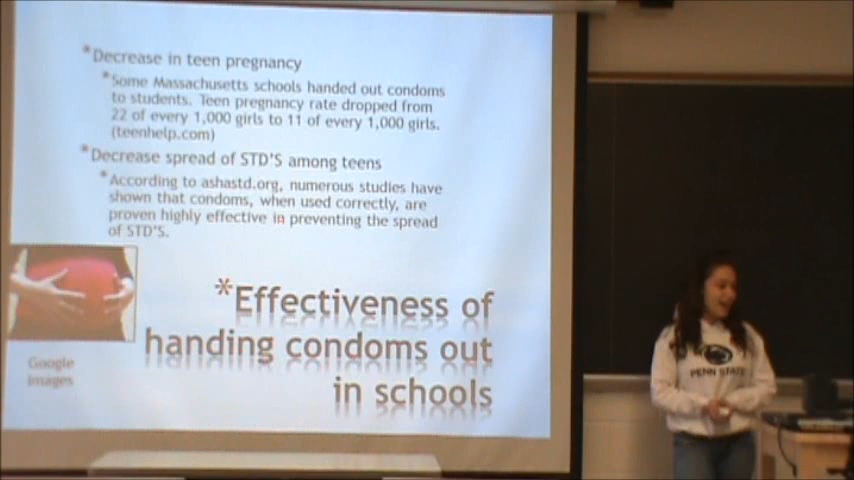 *Decrease in teen pregnancy
*Some Massachusetts schools handed out condoms
to students. Teen pregnancy rate dropped from
22 of every 1,000 girls to 11 of every 1,000 girls.
(teenhelp.com)
*Decrease spread of STD'S among teens
*According to ashastd.org, numerous studies have
shown that condoms, when used correctly, are
proven highly effective in preventing the spread
of STD'S.
Google
Images
*Effectiveness of
handing condoms out
in schools
PENN STATE